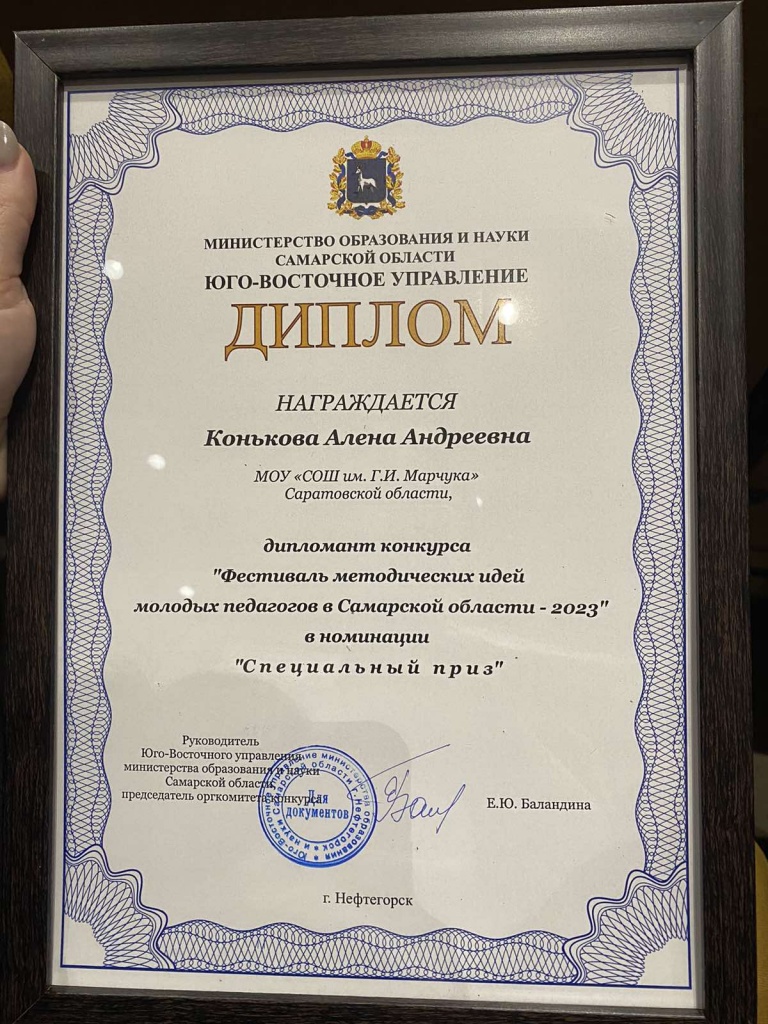 МИНИСТЕРСТВО ОБРАЗОВАНИЯ И НАУКИ
САМАРСКОЙ ОБЛАСТИ
ЮГО-ВОСТОЧНОЕ УПРАВЛЕНИЕ
ДИПЛОМ
НАГРАЖДАЕТСЯ
Конькова Алена Андреевна
МОУ «СОШ им. Г.И. Марчука»
Саратовской области,
дипломант конкурса
"Фестиваль методических идей
молодых педагогов в Самарской области - 2023"
в номинации
"Специальный приз"
Руководитель
Юго-Восточного управления
министерства образования и науки
Самарской области,
председатель оргкомитета конкурса
Для
документов
Е.Ю. Баландина
г. Нефтегорск